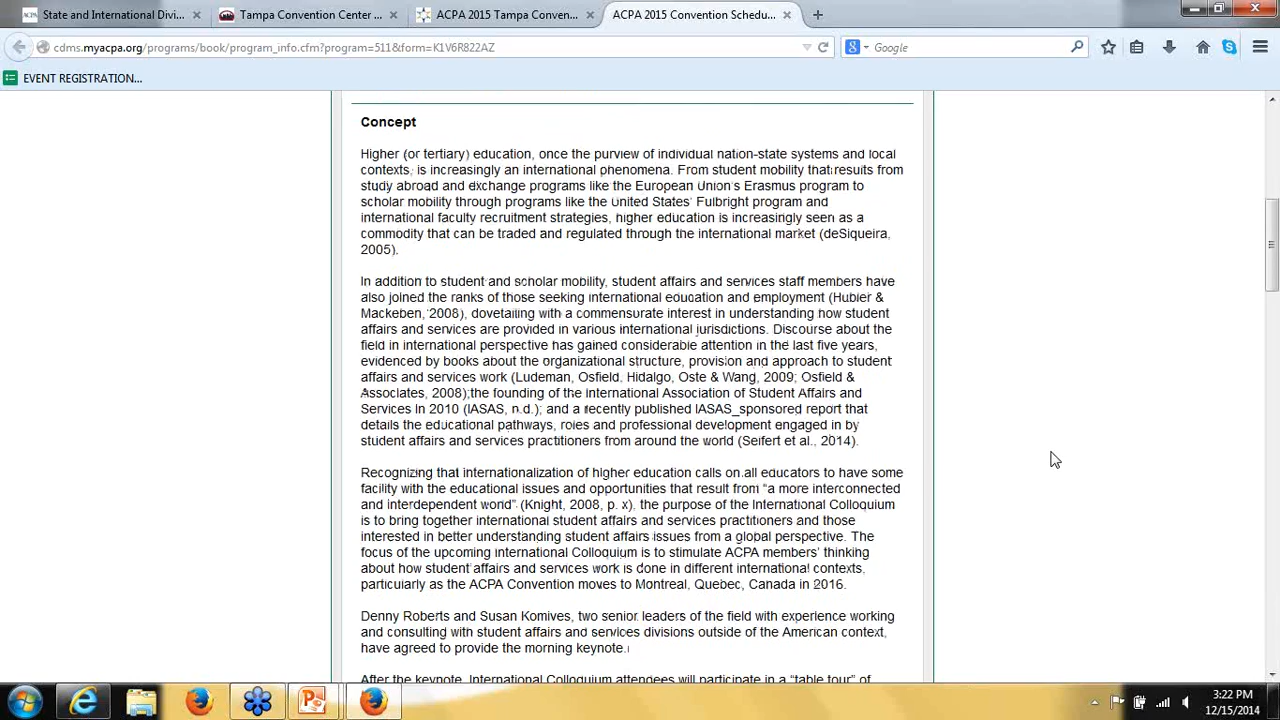 State and International Divi...
Tampa Convention Center ...
ACPA 2015 Tampa Conven...
ACPA 2015 Convention Schedu...
cdms.myacpa.org/programs/book/program_info.cfm?program=511&form=K1V6R822AZ
Google
EVENT REGISTRATION...
Concept
Higher (or tertiary) education, once the purview of individual nation-state systems and local
contexts, is increasingly an international phenomena. From student mobility that results from
study abroad and exchange programs like the European Union's Erasmus program to
scholar mobility through programs like the United States' Fulbright program and
international faculty recruitment strategies, higher education is increasingly seen as a
commodity that can be traded and regulated through the international market (deSiqueira,
2005).
In addition to student and scholar mobility, student affairs and services staff members have
also joined the ranks of those seeking international education and employment (Hubler &
Mackeben, 2008), dovetailing with a commensurate interest in understanding how student
affairs and services are provided in various international jurisdictions. Discourse about the
field in international perspective has gained considerable attention in the last five years,
evidenced by books about the organizational structure, provision and approach to student
affairs and services work (Ludeman, Osfield, Hidalgo, Oste & Wang, 2009; Osfield &
Associates, 2008);the founding of the International Association of Student Affairs and
Services in 2010 (IASAS, n.d.); and a recently published IASAS_sponsored report that
details the educational pathways, roles and professional development engaged in by
student affairs and services practitioners from around the world (Seifert et al., 2014).
Recognizing that internationalization of higher education calls on all educators to have some
facility with the educational issues and opportunities that result from “a more interconnected
and interdependent world” (Knight, 2008, p. x), the purpose of the International Colloquium
is to bring together international student affairs and services practitioners and those
interested in better understanding student affairs issues from a global perspective. The
focus of the upcoming International Colloquium is to stimulate ACPA members' thinking
about how student affairs and services work is done in different international contexts,
particularly as the ACPA Convention moves to Montreal, Quebec, Canada in 2016.
Denny Roberts and Susan Komives, two senior leaders of the field with experience working
and consulting with student affairs and services divisions outside of the American context,
have agreed to provide the morning keynote.
After the keynote, International Colloquium attendees will participate in a “table tour” of
3:22 PM
12/15/2014